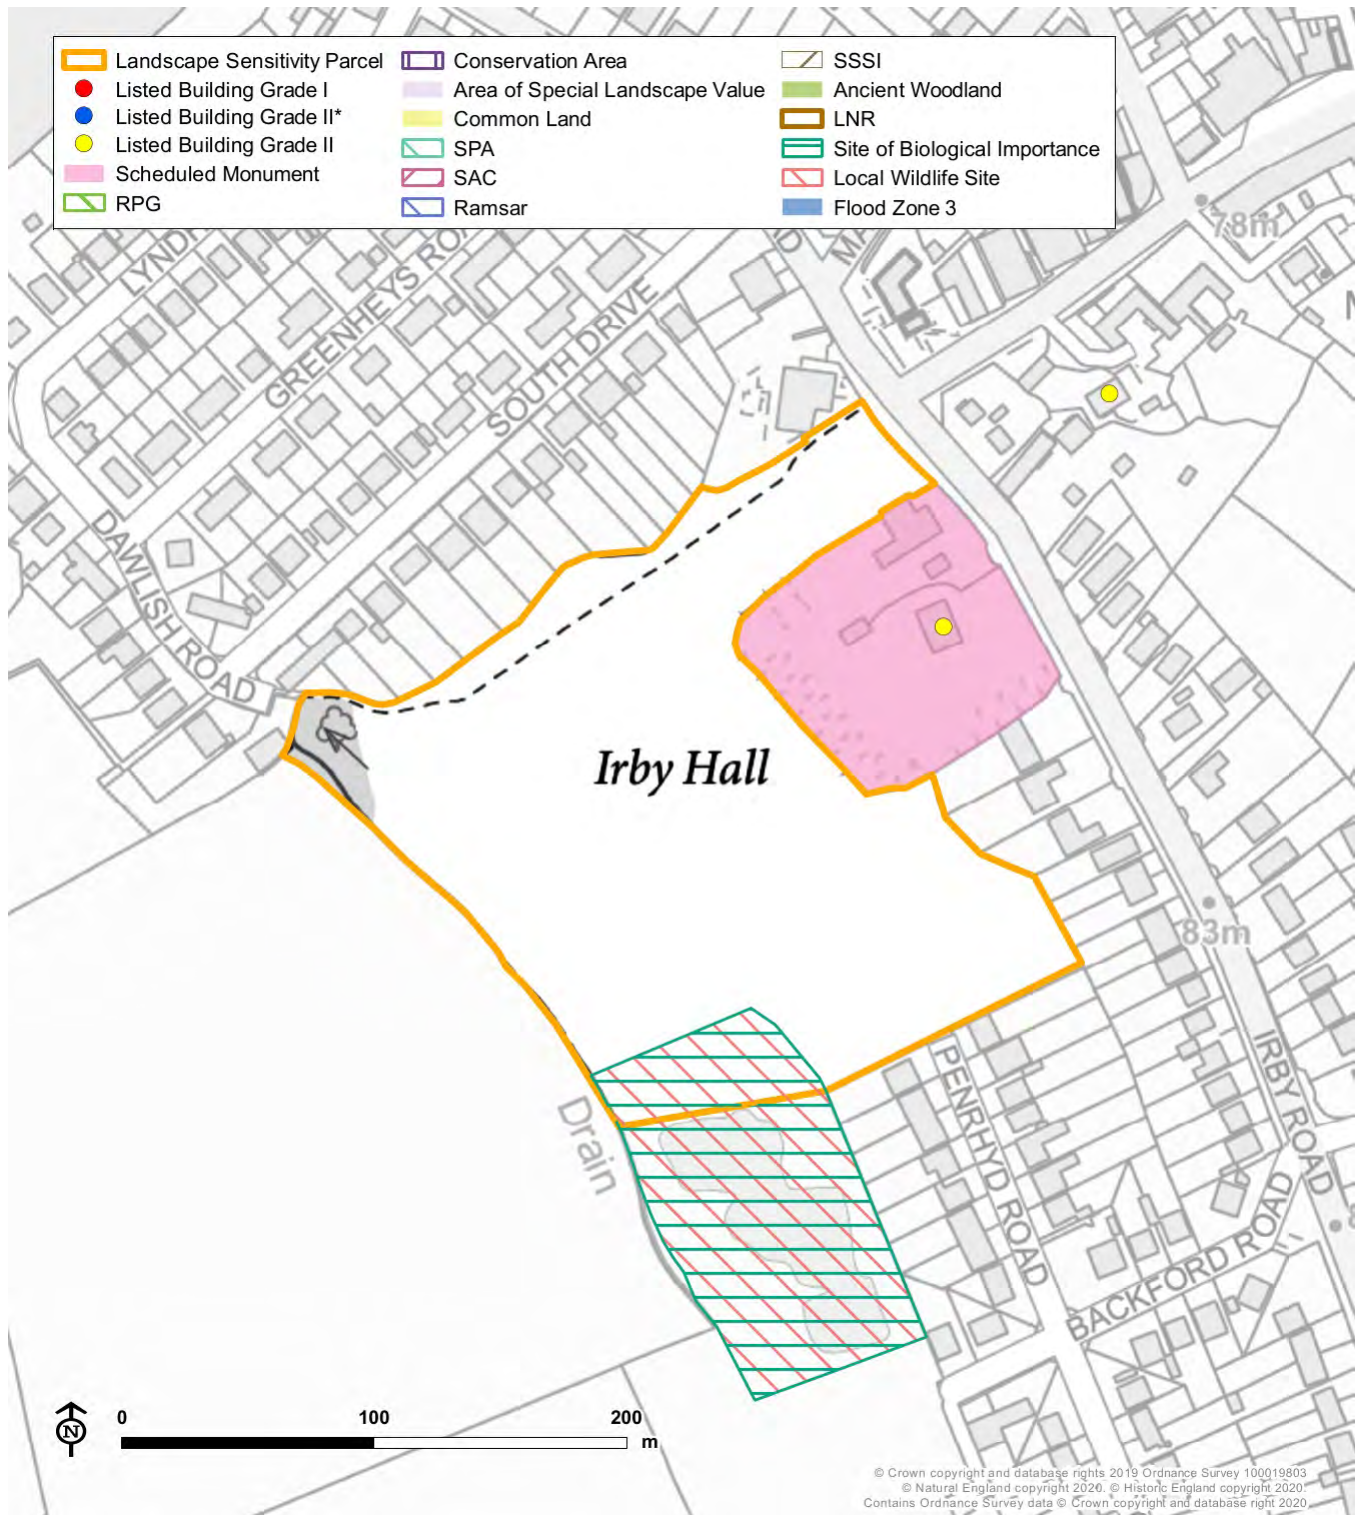 Landscape Sensitivity Parcel
Listed Building Grade I
Listed Building Grade II*
Listed Building Grade II
Scheduled Monument
RPG
Conservation Area
Area of Special Landscape Value
Common Land
SPA
SAC
Ramsar
SSSI
Ancient Woodland
LNR
Site of Biological Importance
Local Wildlife Site
Flood Zone 3
78m
GREENHEYS
SOUTH DRIVE
DAWLISH ROAD
Irby Hall
83m
IRBY ROAD
PENRHYD ROAD
BACKFORD ROAD
Drain
N
0 100 200
m
© Crown copyright and database rights 2019 Ordnance Survey 100019803
© Natural England copyright 2020. © Historic England copyright 2020.
Contains Ordnance Survey data © Crown copyright and database right 2020